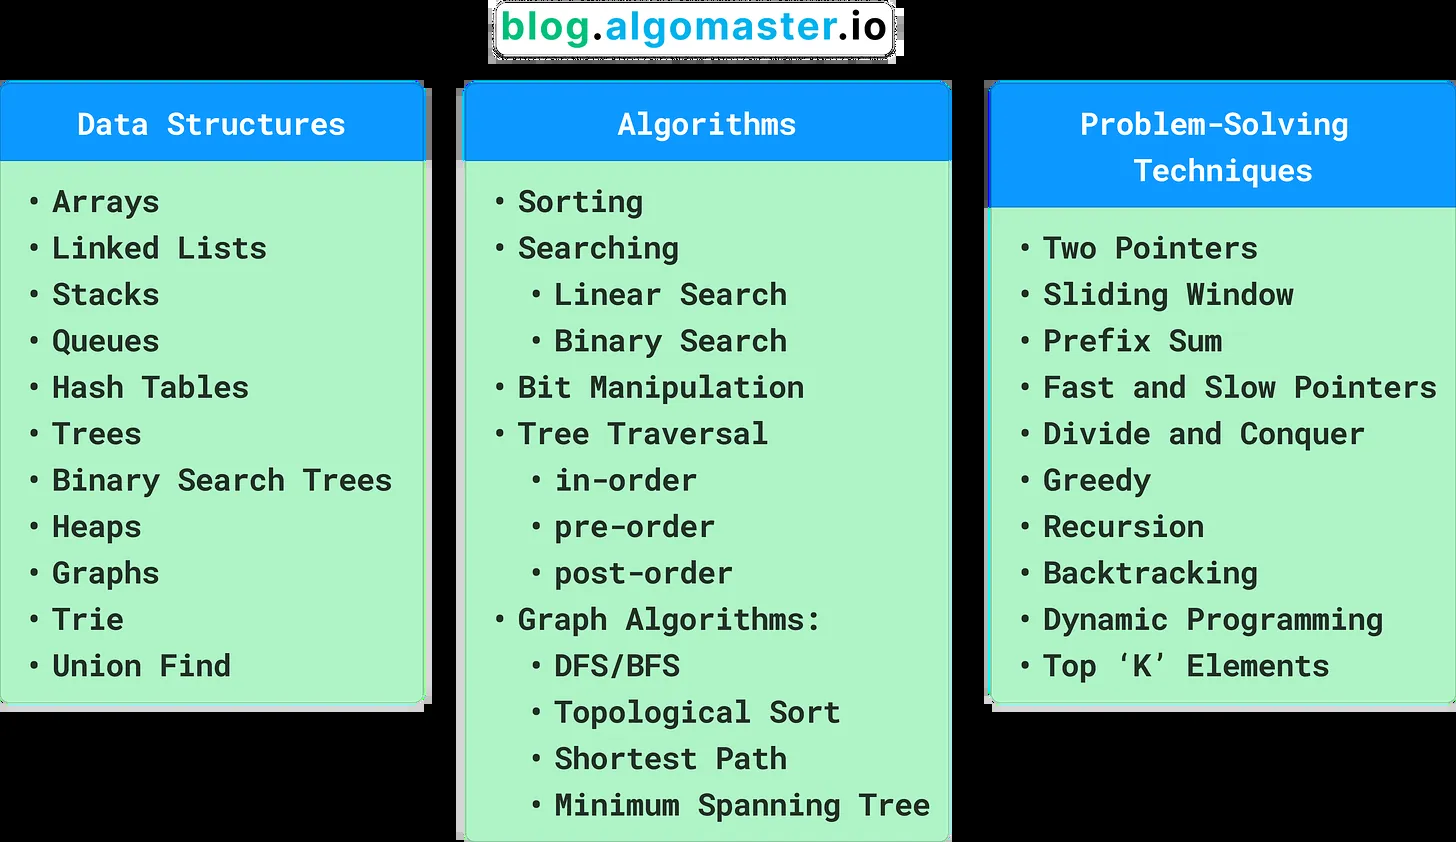 blog.algomaster.io
Data Structures
• Arrays
• Linked Lists
• Stacks
• Queues
• Hash Tables
• Trees
• Binary Search Trees
• Heaps
• Graphs
• Trie
• Union Find
Algorithms
• Sorting
• Searching
• Linear Search
• Binary Search
• Bit Manipulation
• Tree Traversal
• in-order
• pre-order
• post-order
• Graph Algorithms:
• DFS/BFS
• Topological Sort
• Shortest Path
• Minimum Spanning Tree
Problem-Solving
Techniques
• Two Pointers
• Sliding Window
• Prefix Sum
• Fast and Slow Pointers
• Divide and Conquer
• Greedy
• Recursion
• Backtracking
• Dynamic Programming
• Top ‘K’ Elements